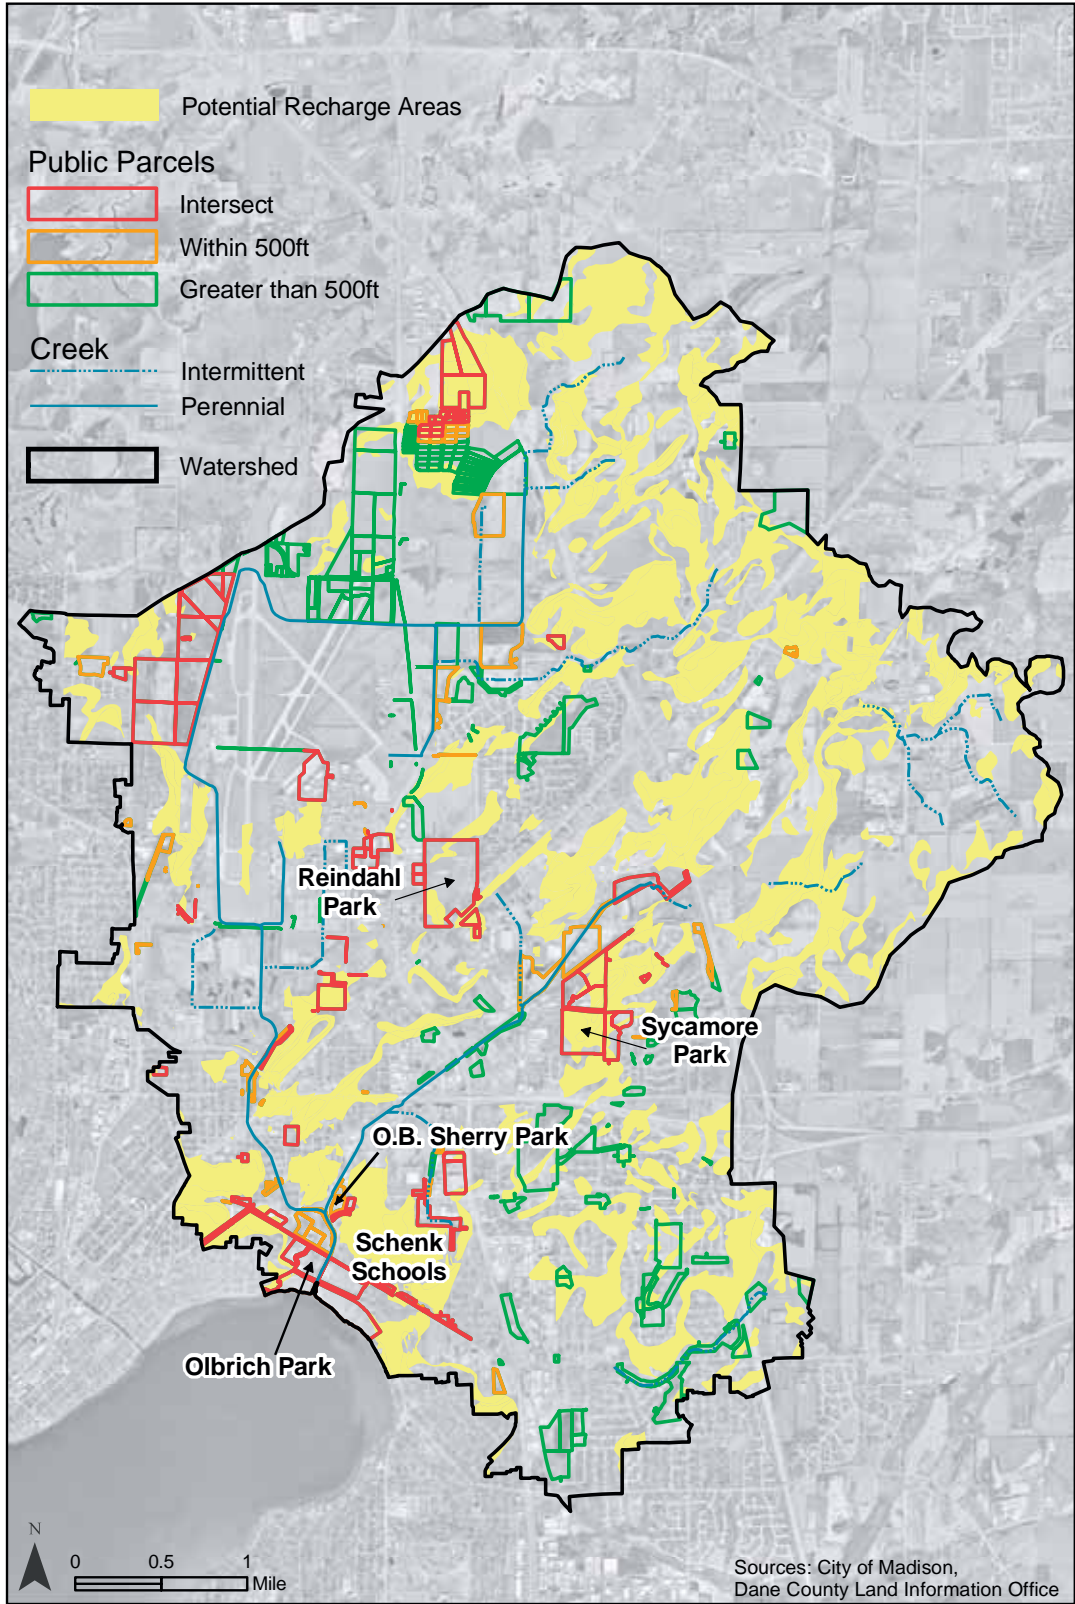 Potential Recharge Areas
Public Parcels
Intersect
Within 500ft
Greater than 500ft
Creek
Intermittent
Perennial
Watershed
Reindahl
Park
Sycamore
Park
O.B. Sherry Park
Schenk
Schools
Olbrich Park
N
0 0.5 1
Mile
Sources: City of Madison,
Dane County Land Information Office